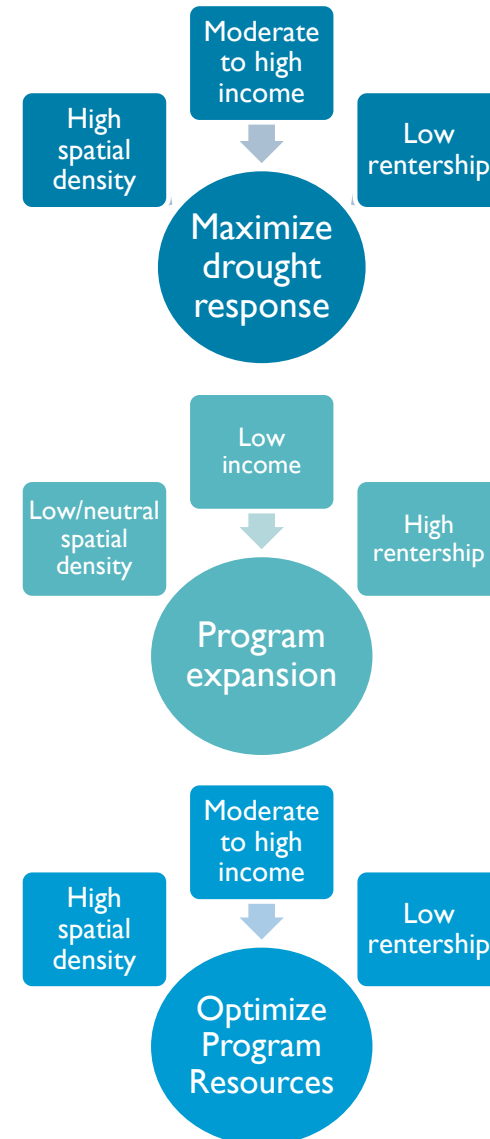 Moderate
to high
income
High
spatial
density
Low
rentership
Maximize
drought
response
Low
income
Low/neutral
spatial
density
High
rentership
Program
expansion
Moderate
to high
income
High
spatial
density
Low
rentership
Optimize
Program
Resources